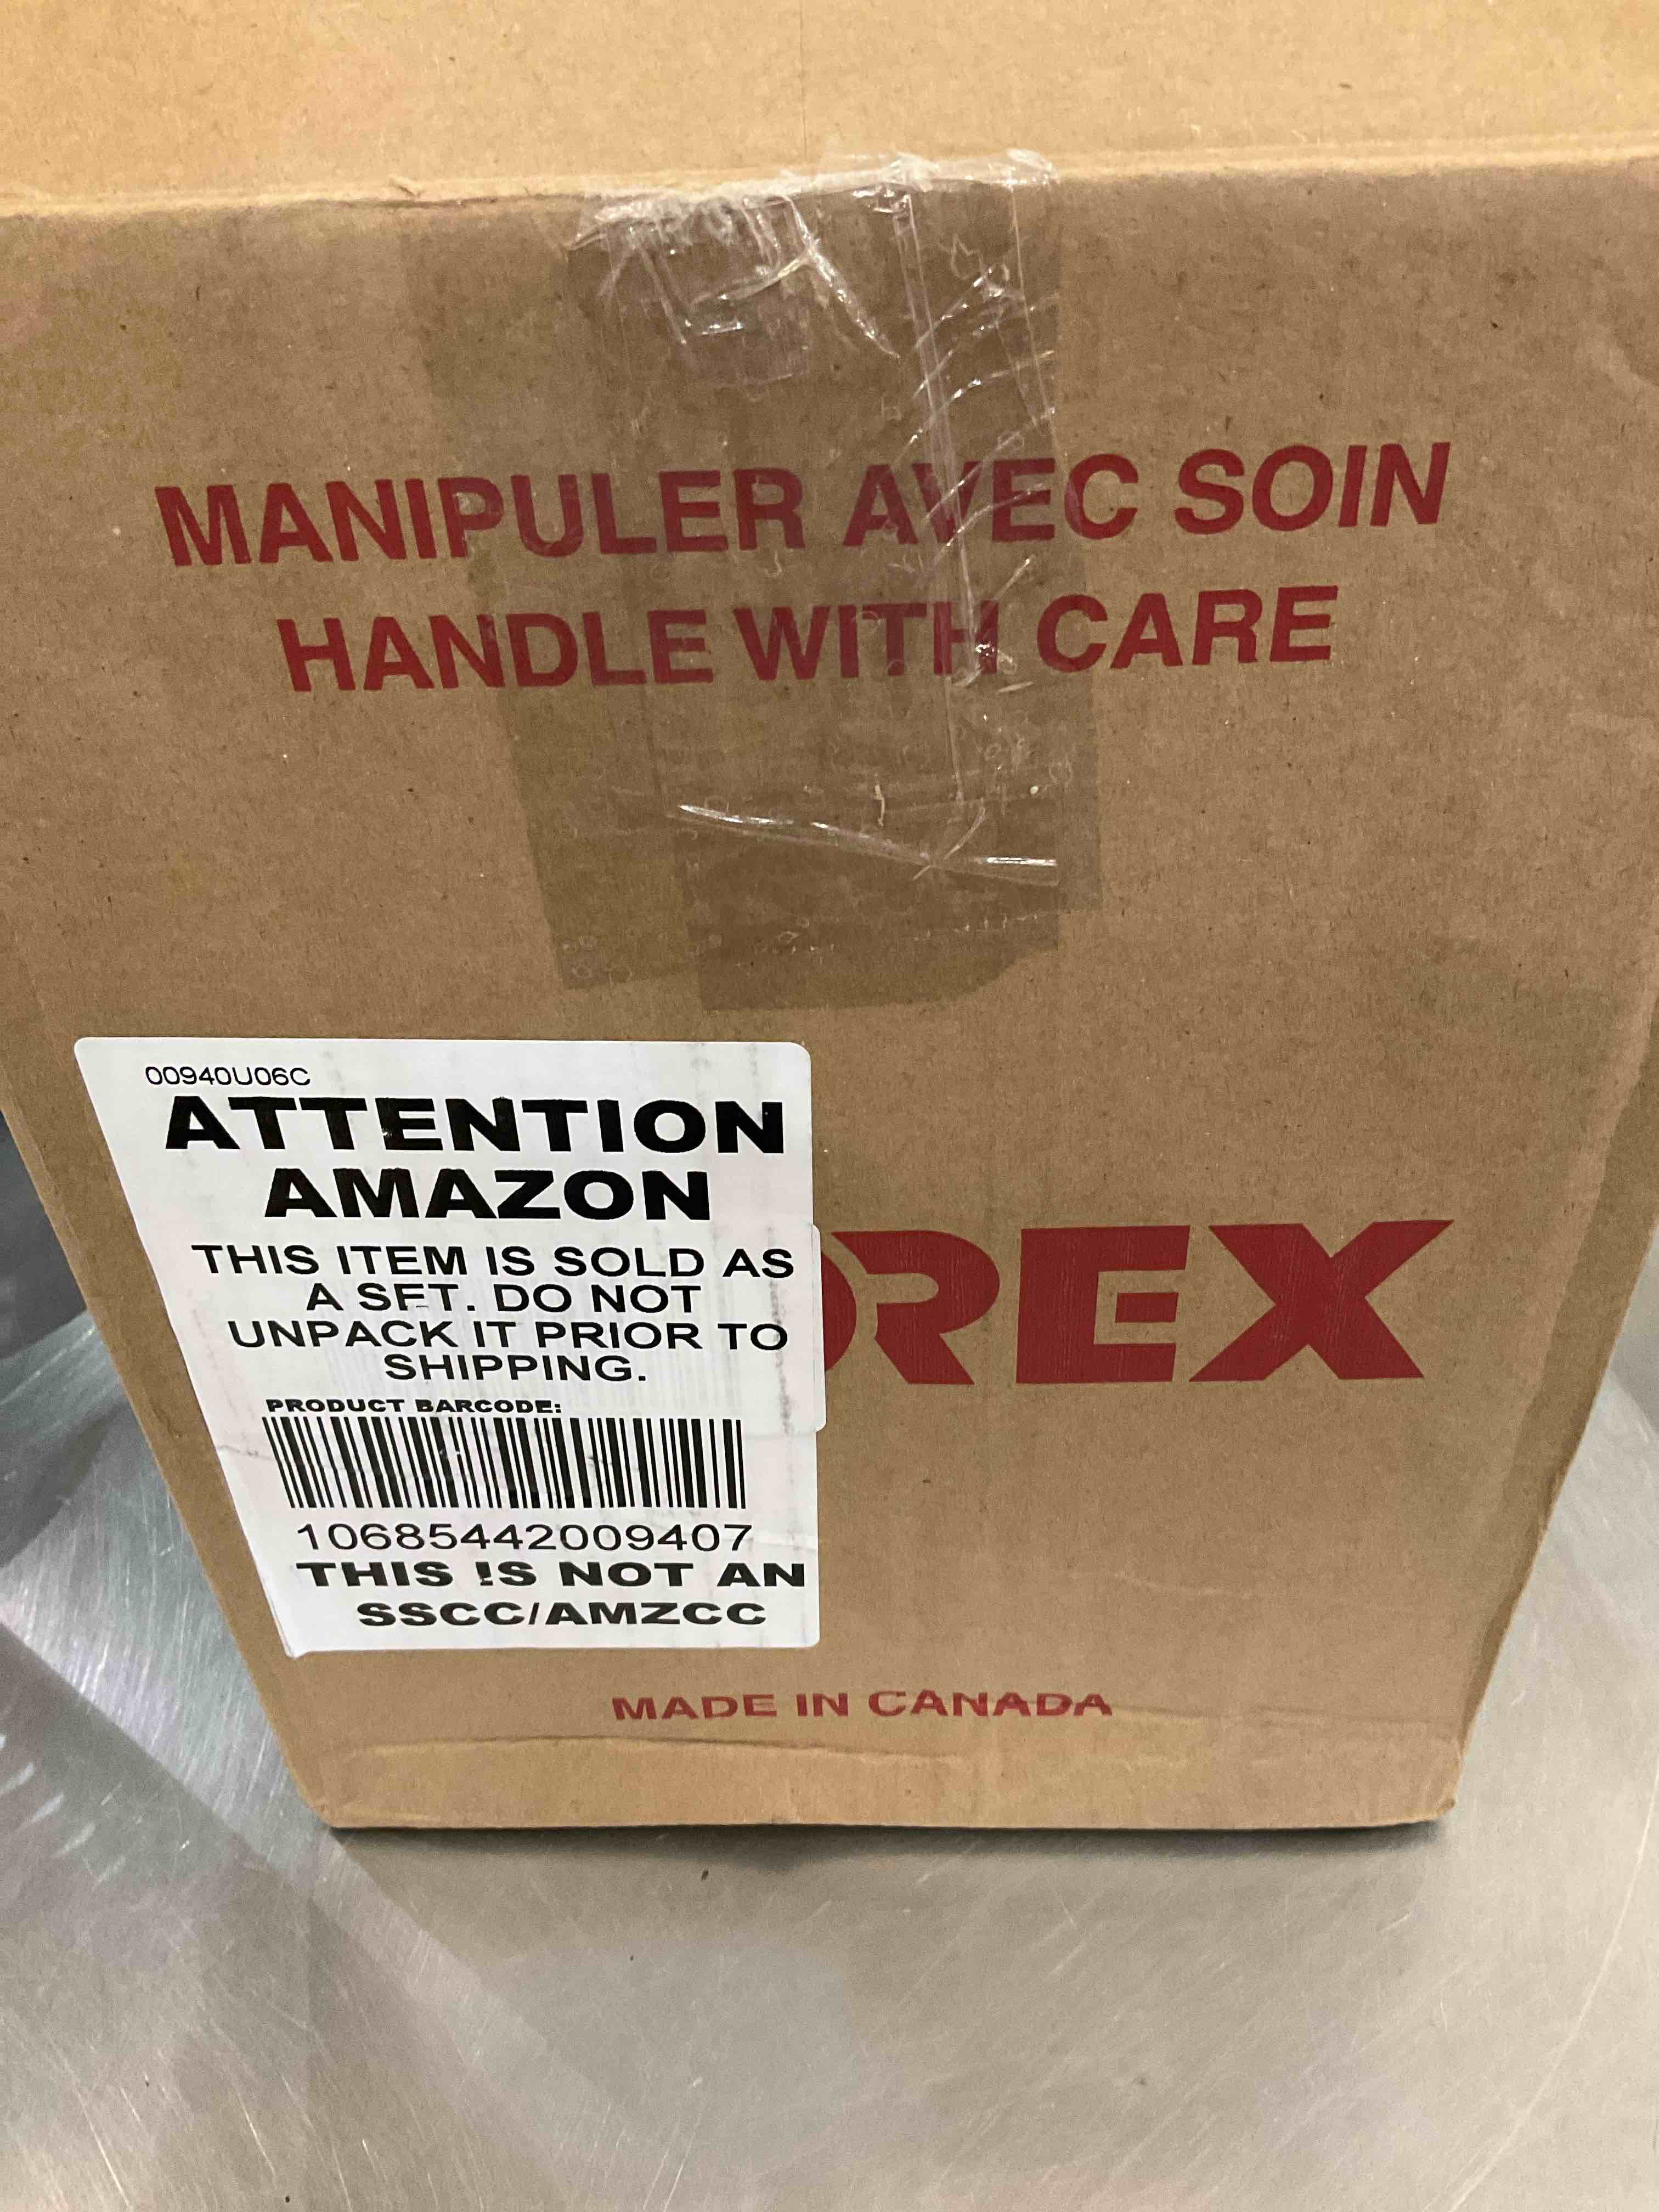 MANIPULER AVEC SOIN
HANDLE WITH CARE
00940U06C
ATTENTION
AMAZON
THIS ITEM IS SOLD AS
A SET. DO NOT
UNPACK IT PRIOR TO
SHIPPING.
PRODUCT BARCODE:
10685442009407
THIS IS NOT AN
SSCC/AMZCC
OREX
MADE IN CANADA